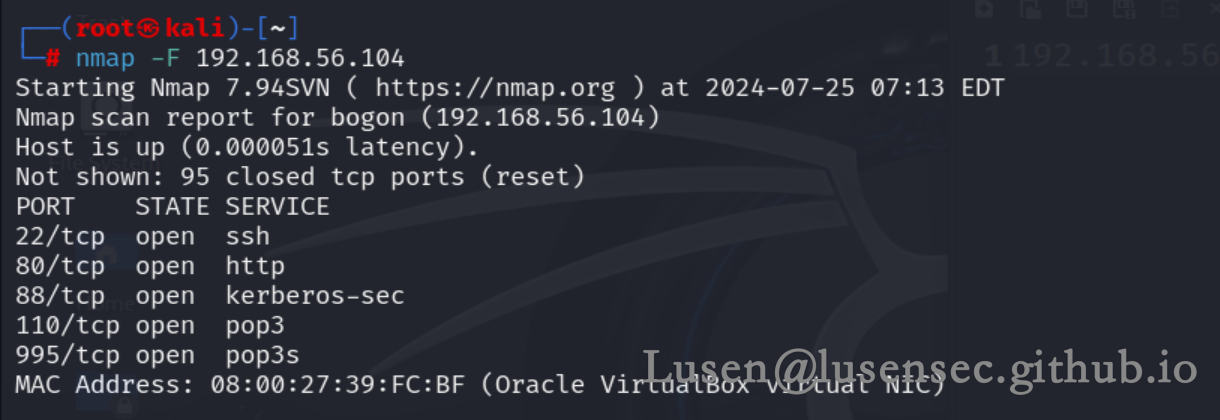 ┌──(root㉿kali)-[~]
└─# nmap -F 192.168.56.104
Starting Nmap 7.94SVN ( https://nmap.org ) at 2024-07-25 07:13 EDT
Nmap scan report for bogon (192.168.56.104)
Host is up (0.000051s latency).
Not shown: 95 closed tcp ports (reset)
PORT    STATE SERVICE
22/tcp  open  ssh
80/tcp  open  http
88/tcp  open  kerberos-sec
110/tcp open  pop3
995/tcp open  pop3s
MAC Address: 08:00:27:39:FC:BF (Oracle VirtualBox virtual NIC)
Lusen@lusensec.github.io
1 192.168.56